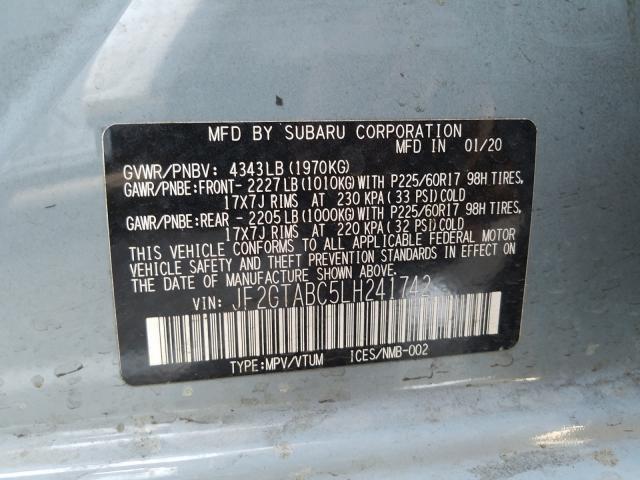 MFD BY SUBARU CORPORATION
MFD IN 01/20
GVWR/PNBV: 4343LB (1970KG)
GAWR/PNBE:FRONT- 2227LB (1010KG)WITH P225/60R17 98H TIRES,
17X7J RIMS AT 230 KPA (33 PSI)COLD
GAWR/PNBE:REAR - 2205LB (1000KG)WITH P225/60R17 98H TIRES,
17X7J RIMS AT 220 KPA (32 PSI)COLD
THIS VEHICLE CONFORMS TO ALL APPLICABLE FEDERAL MOTOR
VEHICLE SAFETY AND THEFT PREVENTION STANDARDS IN EFFECT ON
THE DATE OF MANUFACTURE SHOWN ABOVE.
VIN: JF2GTABC5LH241742
TYPE:MPV/VTUM ICES/NMB-002